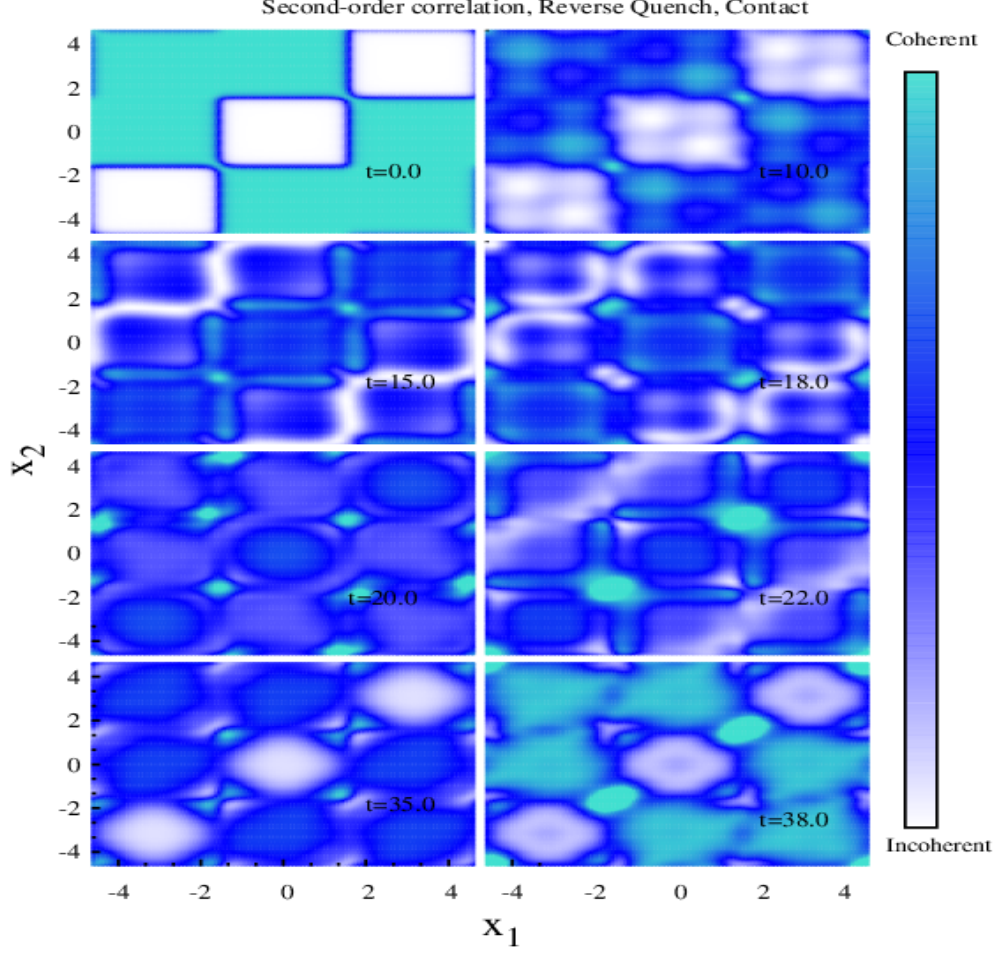 Second-order correlation, Reverse Quench, Contact
Coherent
4
2
0
-2
-4
t=0.0
t=10.0
4
2
0
-2
-4
t=15.0
t=18.0
4
2
0
-2
-4
t=20.0
t=22.0
4
2
0
-2
-4
t=35.0
t=38.0
Incoherent
-4 -2 0 2 4 -4 -2 0 2 4
x2
x1